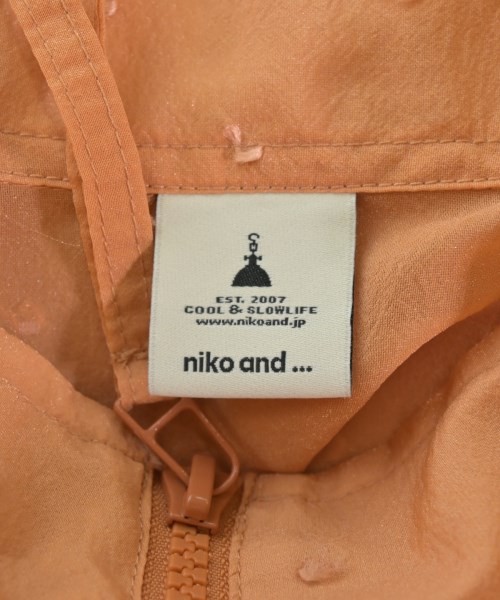 EST. 2007
COOL & SLOWLIFE
www.nikoand.jp
niko and ...